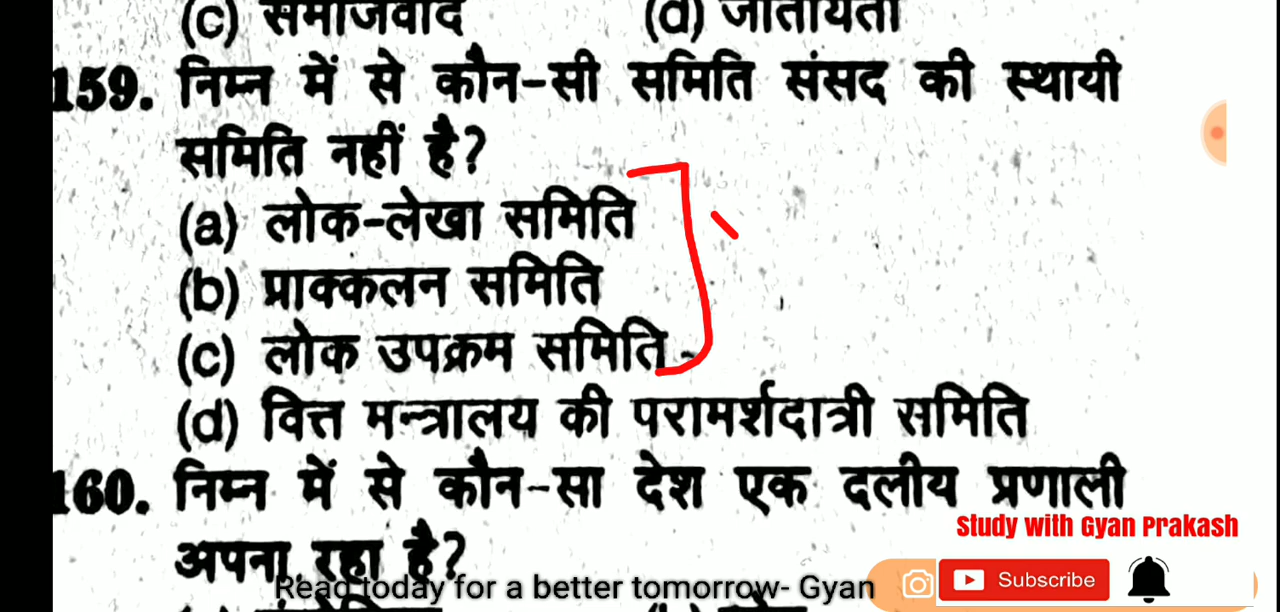 (c) समाजवाद (d) जातीयता
159. निम्न में से कौन-सी समिति संसद की स्थायी
समिति नहीं है?
(a) लोक-लेखा समिति
(b) प्राक्कलन समिति
(c) लोक उपक्रम समिति
(d) वित्त मन्त्रालय की परामर्शदात्री समिति
160. निम्न में से कौन-सा देश एक दलीय प्रणाली
अपना रहा है?
Study with Gyan Prakash
Read today for a better tomorrow- Gyan
Subscribe